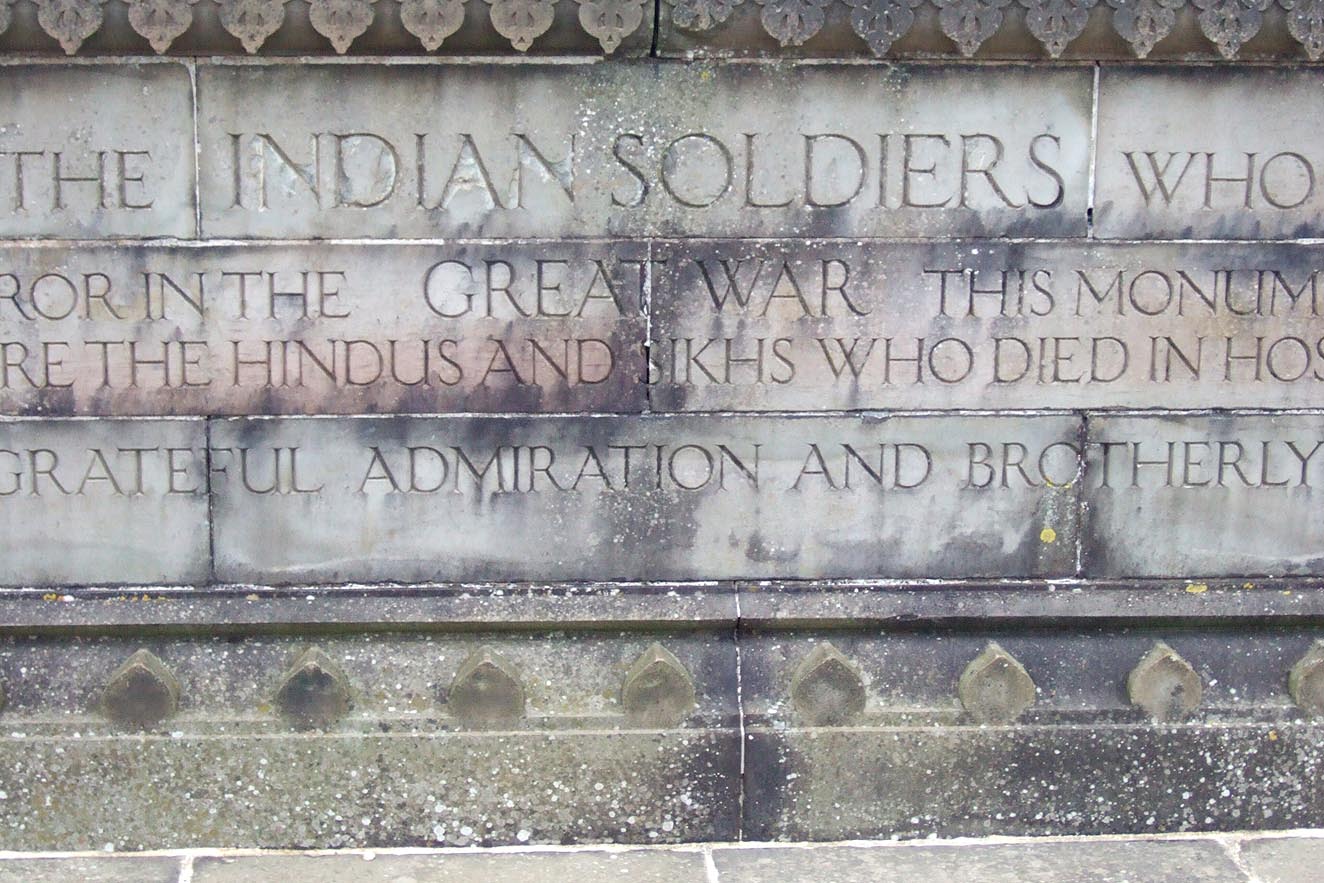 THE INDIAN SOLDIERS WHO
ROR IN THE GREAT WAR THIS MONUM
RE THE HINDUS AND SIKHS WHO DIED IN HOS
GRATEFUL ADMIRATION AND BROTHERLY